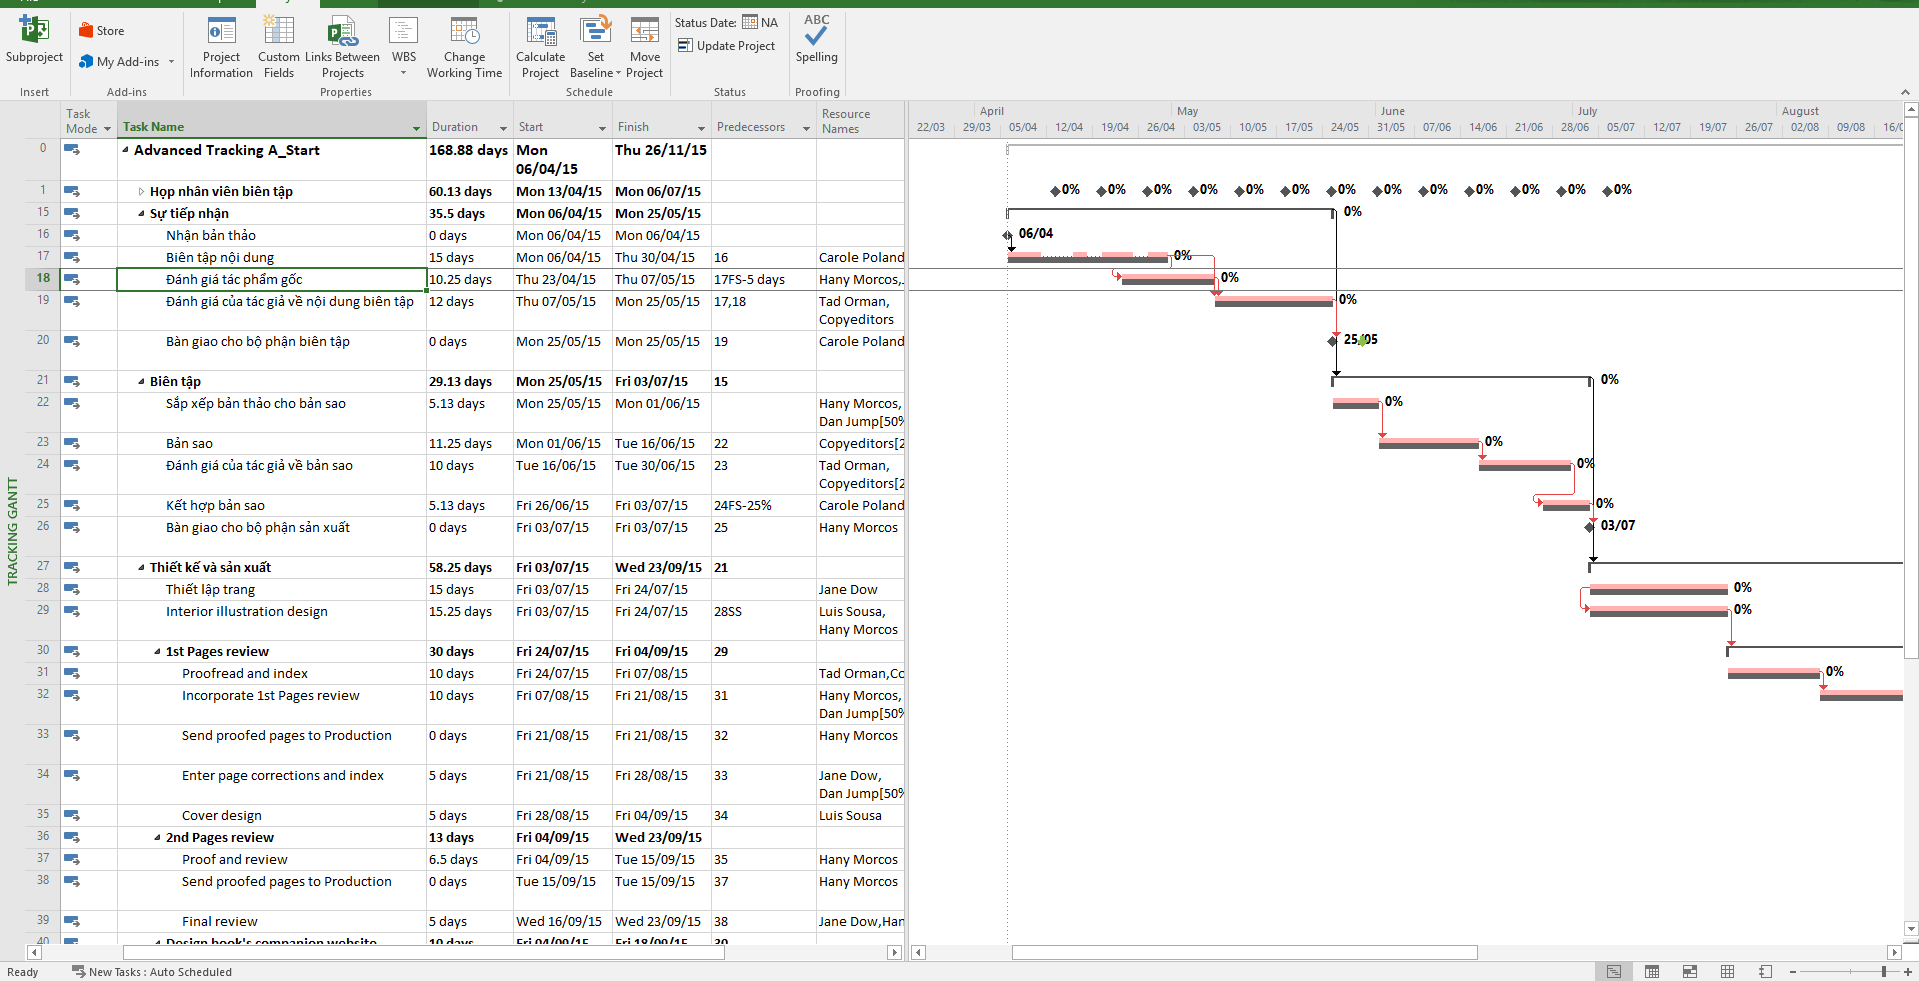 Subproject
Store
My Add-ins
Project Information
Custom Fields
Links Between Projects
WBS
Change Working Time
Calculate Project
Set Baseline
Move Project
Status Date: NA
Update Project
ABC
Spelling
Insert
Add-ins
Properties
Schedule
Status
Proofing
Task Mode
Task Name
Duration
Start
Finish
Predecessors
Resource Names
April
May
June
July
August
22/03 29/03 05/04 12/04 19/04 26/04 03/05 10/05 17/05 24/05 31/05 07/06 14/06 21/06 28/06 05/07 12/07 19/07 26/07 02/08 09/08
TRACKING GANTT
0 Advanced Tracking A_Start 168.88 days Mon 06/04/15 Thu 26/11/15
1 Họp nhân viên biên tập 60.13 days Mon 13/04/15 Mon 06/07/15
0% 0% 0% 0% 0% 0% 0% 0% 0% 0% 0% 0% 0%
15 Sự tiếp nhận 35.5 days Mon 06/04/15 Mon 25/05/15
0%
16 Nhận bản thảo 0 days Mon 06/04/15 Mon 06/04/15
06/04
17 Biên tập nội dung 15 days Mon 06/04/15 Thu 30/04/15 16 Carole Poland
0%
18 Đánh giá tác phẩm gốc 10.25 days Thu 23/04/15 Thu 07/05/15 17FS-5 days Hany Morcos,
0%
19 Đánh giá của tác giả về nội dung biên tập 12 days Thu 07/05/15 Mon 25/05/15 17,18 Tad Orman, Copyeditors
0%
20 Bàn giao cho bộ phận biên tập 0 days Mon 25/05/15 Mon 25/05/15 19 Carole Poland
25/05
21 Biên tập 29.13 days Mon 25/05/15 Fri 03/07/15 15
0%
22 Sắp xếp bản thảo cho bản sao 5.13 days Mon 25/05/15 Mon 01/06/15 Hany Morcos, Dan Jump[50%
0%
23 Bản sao 11.25 days Mon 01/06/15 Tue 16/06/15 22 Copyeditors[2
0%
24 Đánh giá của tác giả về bản sao 10 days Tue 16/06/15 Tue 30/06/15 23 Tad Orman, Copyeditors[2
0%
25 Kết hợp bản sao 5.13 days Fri 26/06/15 Fri 03/07/15 24FS-25% Carole Poland
0%
26 Bàn giao cho bộ phận sản xuất 0 days Fri 03/07/15 Fri 03/07/15 25 Hany Morcos
03/07
27 Thiết kế và sản xuất 58.25 days Fri 03/07/15 Wed 23/09/15 21
28 Thiết lập trang 15 days Fri 03/07/15 Fri 24/07/15 Jane Dow
0%
29 Interior illustration design 15.25 days Fri 03/07/15 Fri 24/07/15 28SS Luis Sousa, Hany Morcos
0%
30 1st Pages review 30 days Fri 24/07/15 Fri 04/09/15 29
31 Proofread and index 10 days Fri 24/07/15 Fri 07/08/15 Tad Orman,Co
0%
32 Incorporate 1st Pages review 10 days Fri 07/08/15 Fri 21/08/15 31 Hany Morcos, Dan Jump[50%
33 Send proofed pages to Production 0 days Fri 21/08/15 Fri 21/08/15 32 Hany Morcos
34 Enter page corrections and index 5 days Fri 21/08/15 Fri 28/08/15 33 Jane Dow, Dan Jump[50%
35 Cover design 5 days Fri 28/08/15 Fri 04/09/15 34 Luis Sousa
36 2nd Pages review 13 days Fri 04/09/15 Wed 23/09/15
37 Proof and review 6.5 days Fri 04/09/15 Tue 15/09/15 35 Hany Morcos
38 Send proofed pages to Production 0 days Tue 15/09/15 Tue 15/09/15 37 Hany Morcos
39 Final review 5 days Wed 16/09/15 Wed 23/09/15 38 Jane Dow,Han
40 Design book's companion website 10 days Fri 04/09/15 Fri 18/09/15 30
Ready
New Tasks : Auto Scheduled